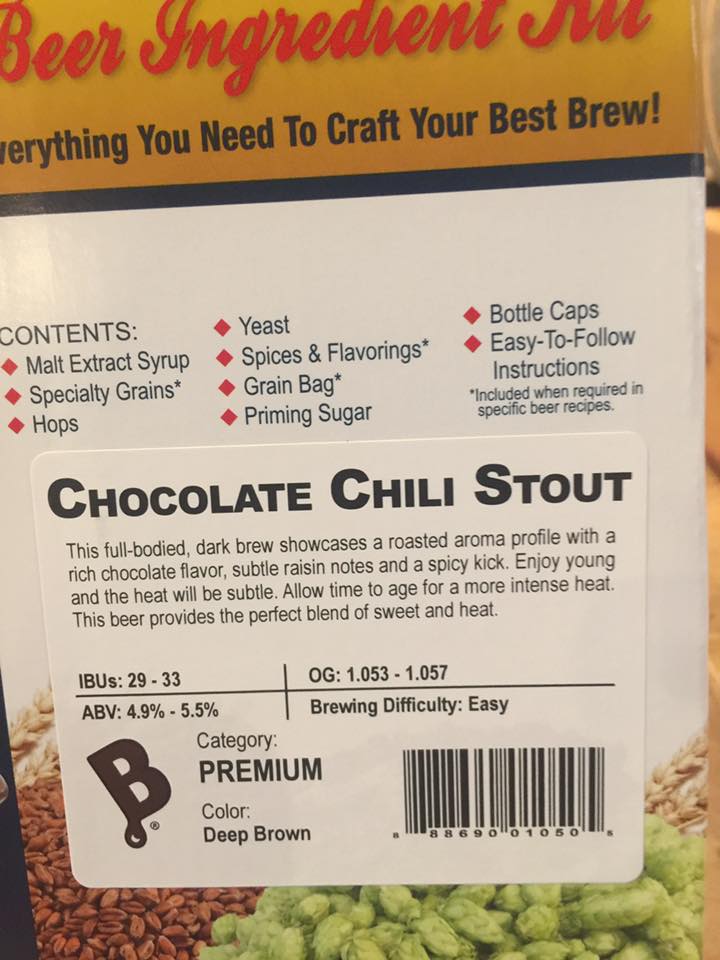 Beer Ingredient Kit
verything You Need To Craft Your Best Brew!
CONTENTS:
Malt Extract Syrup
Specialty Grains*
Hops
Yeast
Spices & Flavorings*
Grain Bag*
Priming Sugar
Bottle Caps
Easy-To-Follow
Instructions
*Included when required in
specific beer recipes.
CHOCOLATE CHILI STOUT
This full-bodied, dark brew showcases a roasted aroma profile with a
rich chocolate flavor, subtle raisin notes and a spicy kick. Enjoy young
and the heat will be subtle. Allow time to age for a more intense heat.
This beer provides the perfect blend of sweet and heat.
IBUs: 29 - 33
OG: 1.053 - 1.057
ABV: 4.9% - 5.5%
Brewing Difficulty: Easy
B
®
Category:
PREMIUM
Color:
Deep Brown
8 88690 01050 5